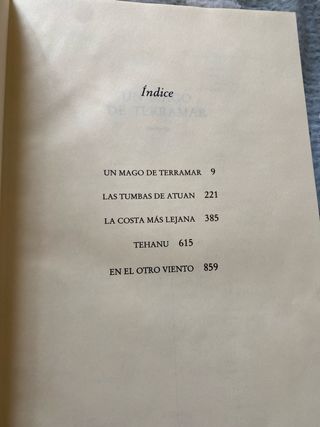 Índice
UN MAGO DE TERRAMAR 9
LAS TUMBAS DE ATUAN 221
LA COSTA MÁS LEJANA 385
TEHANU 615
EN EL OTRO VIENTO 859